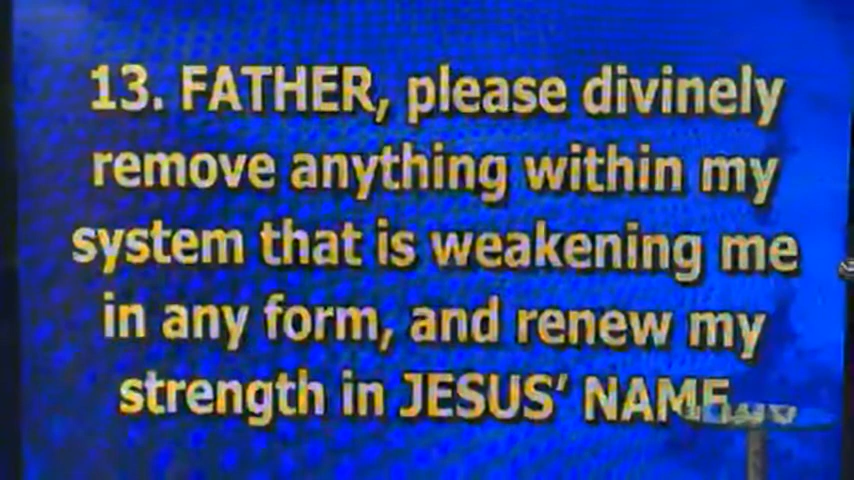 13. FATHER, please divinely
remove anything within my
system that is weakening me
in any form, and renew my
strength in JESUS' NAME